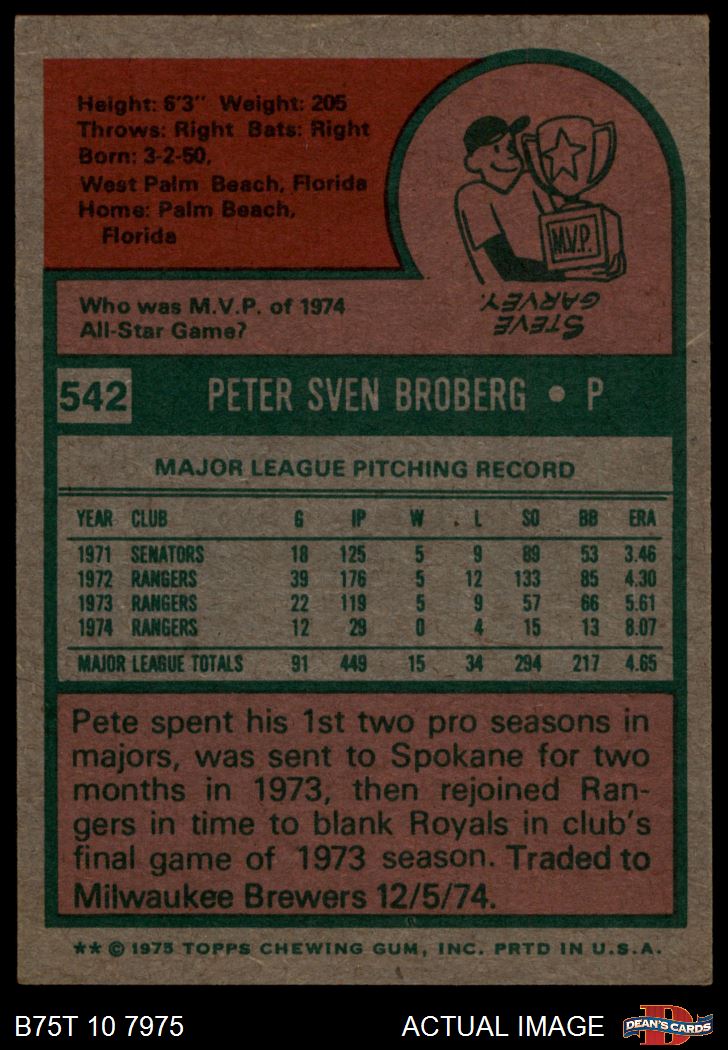 Height: 6'3" Weight: 205
Throws: Right Bats: Right
Born: 3-2-50,
West Palm Beach, Florida
Home: Palm Beach,
Florida
M.V.P.
Who was M.V.P. of 1974
All-Star Game?
STEVE
GARVEY.
542 PETER SVEN BROBERG • P
MAJOR LEAGUE PITCHING RECORD
YEAR CLUB G IP W L SO BB ERA
1971 SENATORS 18 125 5 9 89 53 3.46
1972 RANGERS 39 176 5 12 133 85 4.30
1973 RANGERS 22 119 5 9 57 66 5.61
1974 RANGERS 12 29 0 4 15 13 8.07
MAJOR LEAGUE TOTALS 91 449 15 34 294 217 4.65
Pete spent his 1st two pro seasons in
majors, was sent to Spokane for two
months in 1973, then rejoined Ran-
gers in time to blank Royals in club's
final game of 1973 season. Traded to
Milwaukee Brewers 12/5/74.
** © 1975 TOPPS CHEWING GUM, INC. PRTD IN U.S.A.
B75T 10 7975 ACTUAL IMAGE D DEAN'S CARDS